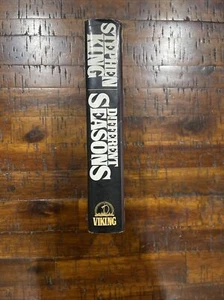 STEPHEN
KING
DIFFERENT
SEASONS
VIKING